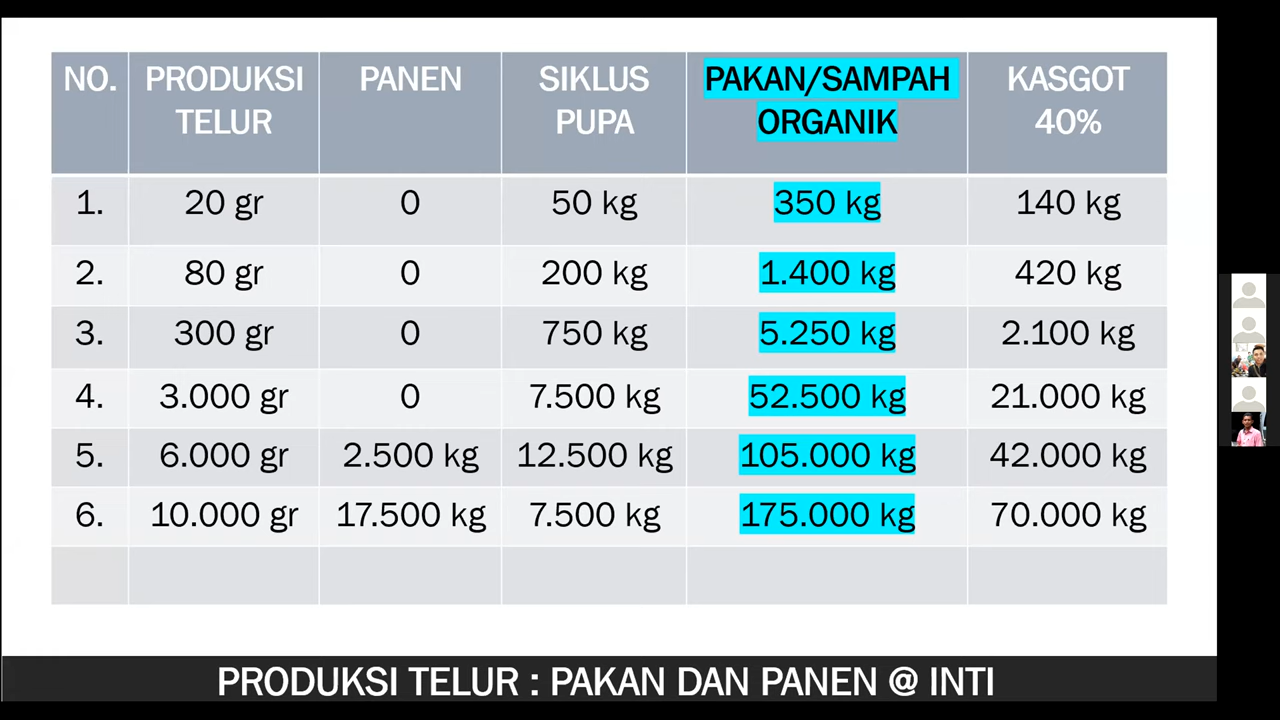 NO. PRODUKSI TELUR PANEN SIKLUS PUPA PAKAN/SAMPAH ORGANIK KASGOT 40%
1. 20 gr 0 50 kg 350 kg 140 kg
2. 80 gr 0 200 kg 1.400 kg 420 kg
3. 300 gr 0 750 kg 5.250 kg 2.100 kg
4. 3.000 gr 0 7.500 kg 52.500 kg 21.000 kg
5. 6.000 gr 2.500 kg 12.500 kg 105.000 kg 42.000 kg
6. 10.000 gr 17.500 kg 7.500 kg 175.000 kg 70.000 kg
PRODUKSI TELUR : PAKAN DAN PANEN @ INTI